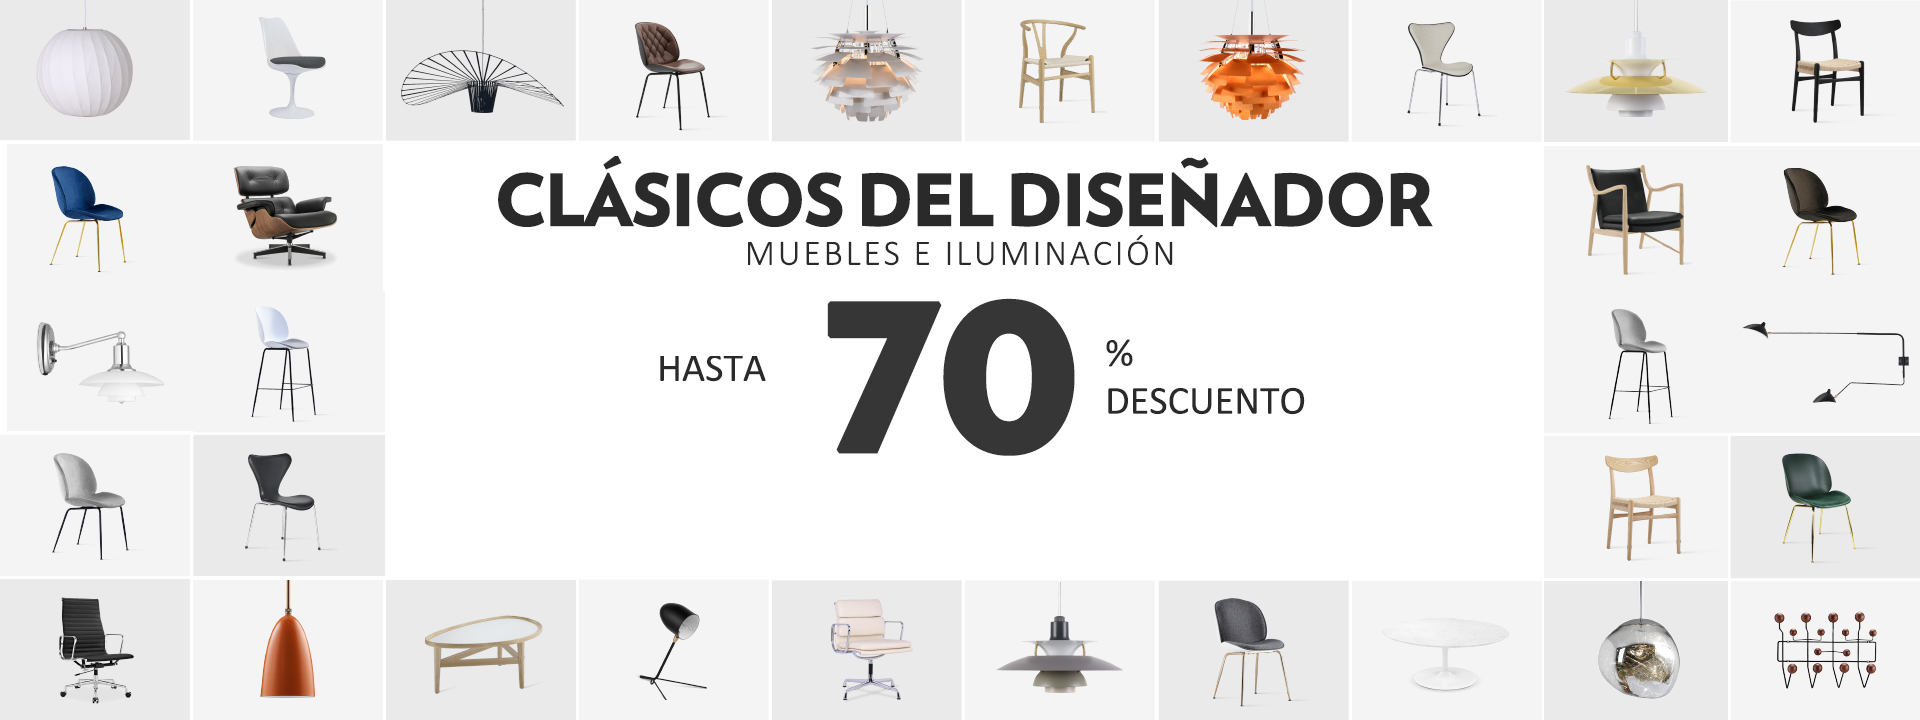 CLÁSICOS DEL DISEÑADOR
MUEBLES E ILUMINACIÓN
HASTA 70 %
DESCUENTO